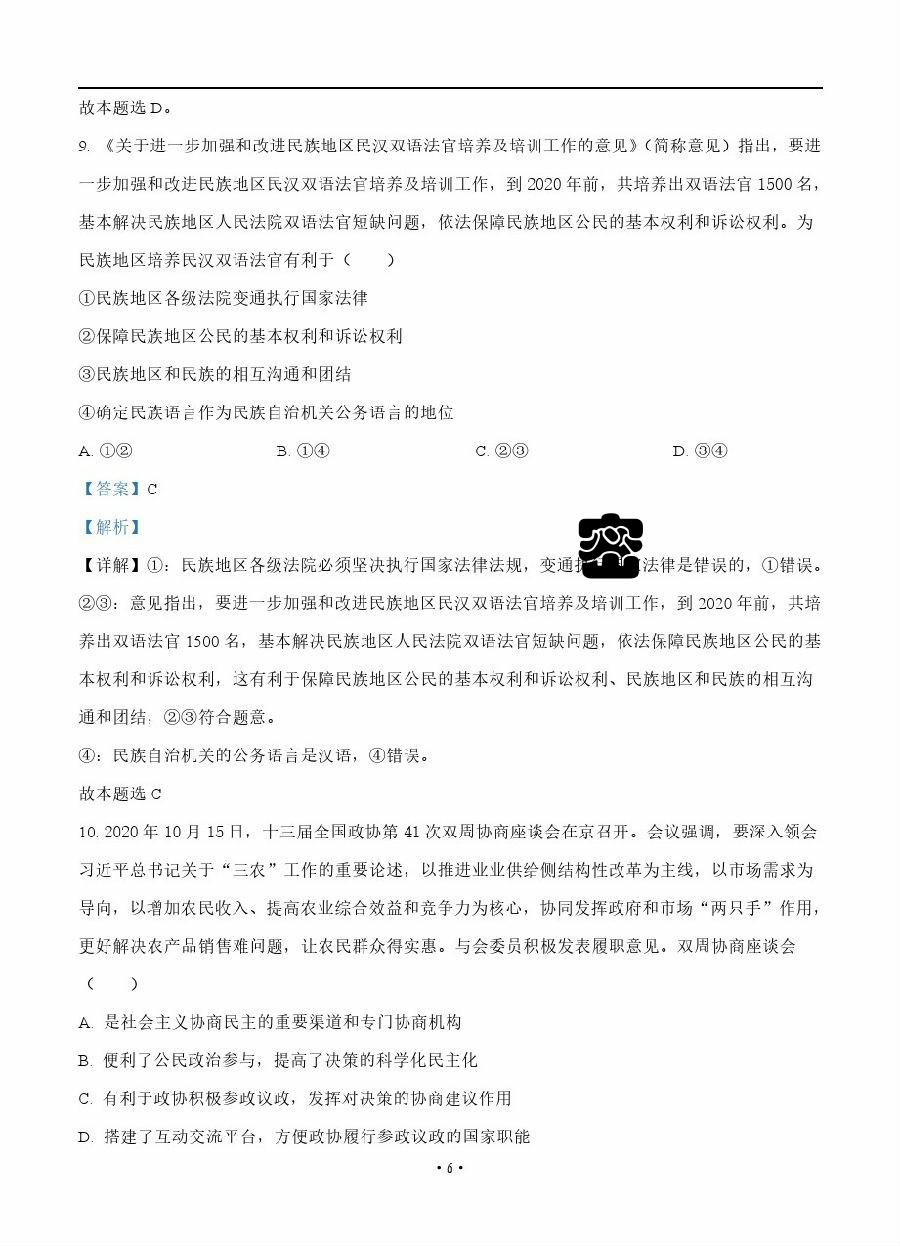 故本题选 D。
9. 《关于进一步加强和改进民族地区民汉双语法官培养及培训工作的意见》（简称意见）指出，要进
一步加强和改进民族地区民汉双语法官培养及培训工作，到 2020 年前，共培养出双语法官 1500 名，
基本解决民族地区人民法院双语法官短缺问题，依法保障民族地区公民的基本权利和诉讼权利。为
民族地区培养民汉双语法官有利于（　　）
①民族地区各级法院变通执行国家法律
②保障民族地区公民的基本权利和诉讼权利
③民族地区和民族的相互沟通和团结
④确定民族语言作为民族自治机关公务语言的地位
A. ①② B. ①④ C. ②③ D. ③④
【答案】C
【解析】
【详解】①：民族地区各级法院必须坚决执行国家法律法规，变通 法律是错误的，①错误。
②③：意见指出，要进一步加强和改进民族地区民汉双语法官培养及培训工作，到 2020 年前，共培
养出双语法官 1500 名，基本解决民族地区人民法院双语法官短缺问题，依法保障民族地区公民的基
本权利和诉讼权利，这有利于保障民族地区公民的基本权利和诉讼权利、民族地区和民族的相互沟
通和团结，②③符合题意。
④：民族自治机关的公务语言是汉语，④错误。
故本题选 C
10. 2020 年 10 月 15 日，十三届全国政协第 41 次双周协商座谈会在京召开。会议强调，要深入领会
习近平总书记关于“三农”工作的重要论述，以推进业业供给侧结构性改革为主线，以市场需求为
导向，以增加农民收入、提高农业综合效益和竞争力为核心，协同发挥政府和市场“两只手”作用，
更好解决农产品销售难问题，让农民群众得实惠。与会委员积极发表履职意见。双周协商座谈会
（　　）
A. 是社会主义协商民主的重要渠道和专门协商机构
B. 便利了公民政治参与，提高了决策的科学化民主化
C. 有利于政协积极参政议政，发挥对决策的协商建议作用
D. 搭建了互动交流平台，方便政协履行参政议政的国家职能
• 6 •